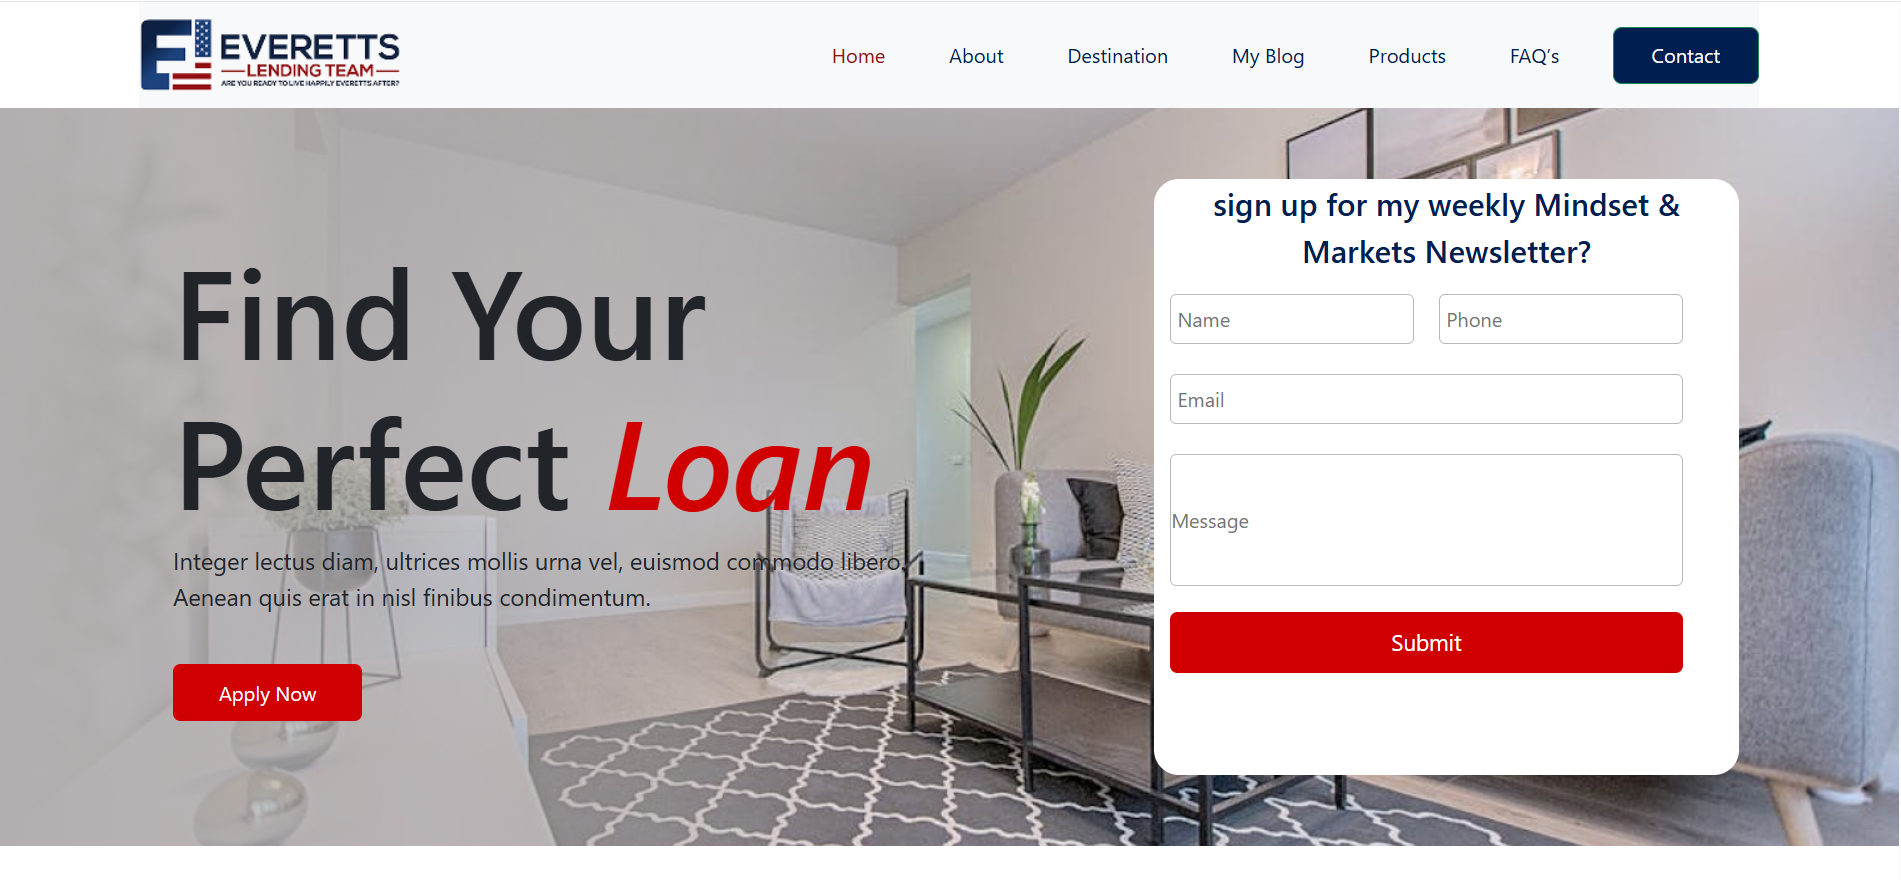 EVERETTS
LENDING TEAM
ARE YOU READY TO LIVE HAPPILY EVERETTS AFTER?
Home
About
Destination
My Blog
Products
FAQ’s
Contact
Find Your
Perfect Loan
Integer lectus diam, ultrices mollis urna vel, euismod commodo libero.
Aenean quis erat in nisl finibus condimentum.
Apply Now
sign up for my weekly Mindset &
Markets Newsletter?
Name
Phone
Email
Message
Submit